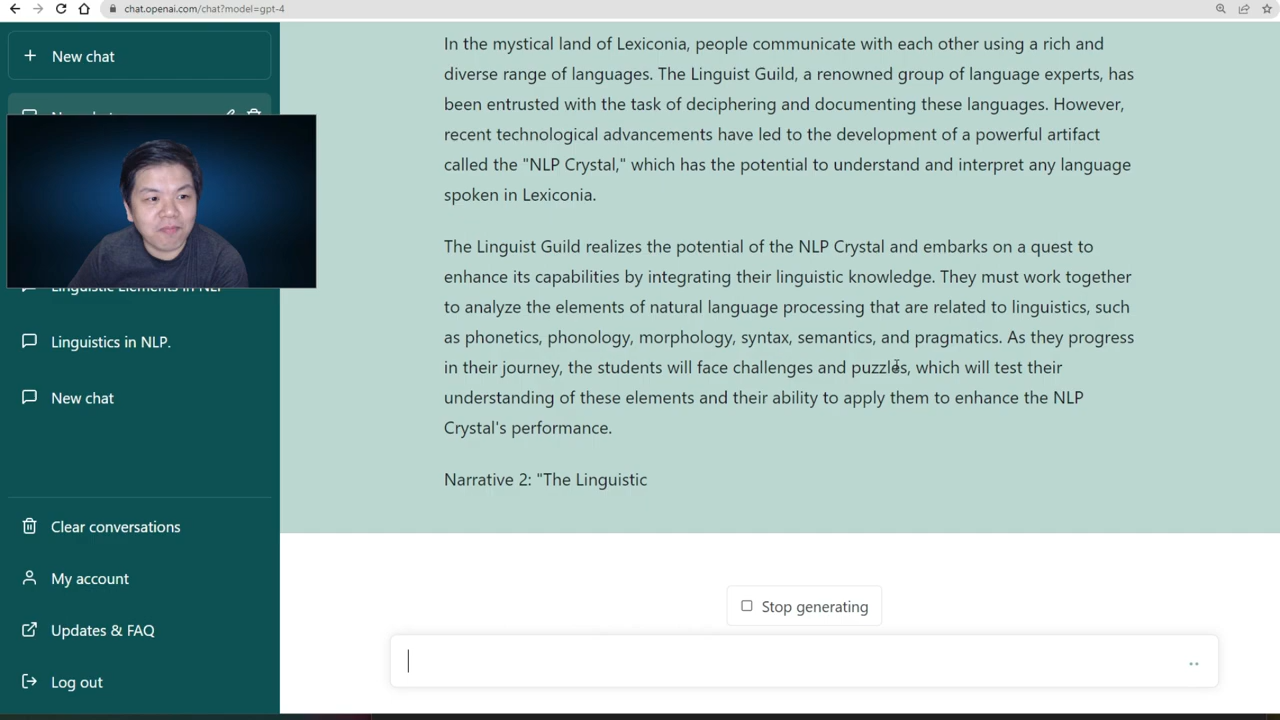 chat.openai.com/chat?model=gpt-4
New chat
Linguistic Elements in NLP
Linguistics in NLP.
New chat
Clear conversations
My account
Updates & FAQ
Log out
In the mystical land of Lexiconia, people communicate with each other using a rich and
diverse range of languages. The Linguist Guild, a renowned group of language experts, has
been entrusted with the task of deciphering and documenting these languages. However,
recent technological advancements have led to the development of a powerful artifact
called the "NLP Crystal," which has the potential to understand and interpret any language
spoken in Lexiconia.
The Linguist Guild realizes the potential of the NLP Crystal and embarks on a quest to
enhance its capabilities by integrating their linguistic knowledge. They must work together
to analyze the elements of natural language processing that are related to linguistics, such
as phonetics, phonology, morphology, syntax, semantics, and pragmatics. As they progress
in their journey, the students will face challenges and puzzles, which will test their
understanding of these elements and their ability to apply them to enhance the NLP
Crystal's performance.
Narrative 2: "The Linguistic
Stop generating